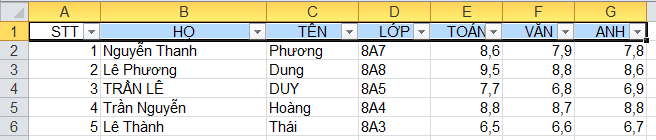 A B C D E F G
1 STT HỌ TÊN LỚP TOÁN VĂN ANH
2 1 Nguyễn Thanh Phương 8A7 8,6 7,9 7,8
3 2 Lê Phương Dung 8A8 9,5 8,8 8,6
4 3 TRẦN LÊ DUY 8A5 7,7 6,8 6,9
5 4 Trần Nguyễn Hoàng 8A4 8,8 8,7 8,8
6 5 Lê Thành Thái 8A3 6,5 6,6 6,7